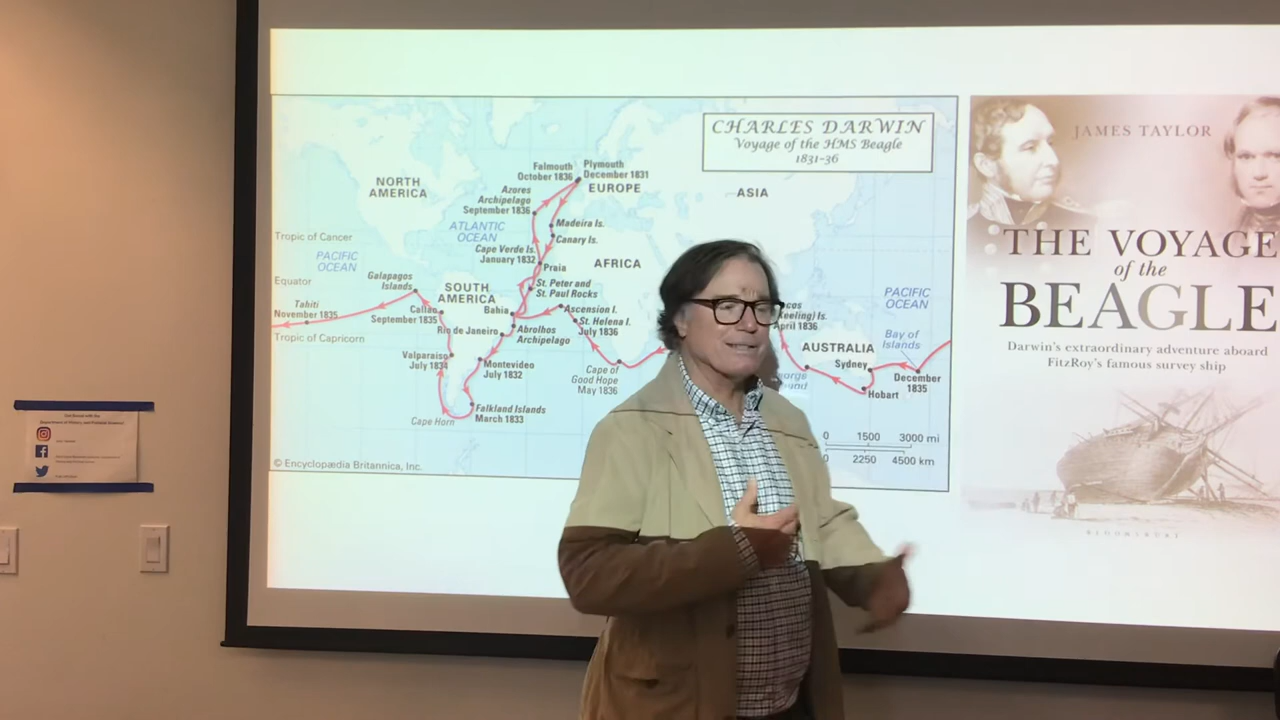 CHARLES DARWIN
Voyage of the HMS Beagle
1831-36
Falmouth
October 1836
Plymouth
December 1831
NORTH
AMERICA
EUROPE
ASIA
Azores
Archipelago
September 1836
ATLANTIC
OCEAN
Madeira Is.
Canary Is.
Tropic of Cancer
PACIFIC
OCEAN
Cape Verde Is.
January 1832
Praia
AFRICA
Equator
Galapagos
Islands
SOUTH
AMERICA
St. Peter and
St. Paul Rocks
Tahiti
November 1835
Callao
September 1835
Bahia
Ascension I.
St. Helena I.
July 1836
Tropic of Capricorn
Rio de Janeiro
Abrolhos
Archipelago
Valparaiso
July 1834
Montevideo
July 1832
Cape of
Good Hope
May 1836
Cape Horn
Falkland Islands
March 1833
April 1836
PACIFIC
OCEAN
AUSTRALIA
Bay of
Islands
Sydney
Hobart
December
1835
0 1500 3000 mi
0 2250 4500 km
© Encyclopædia Britannica, Inc.
JAMES TAYLOR
THE VOYAGE
of the
BEAGLE
Darwin's extraordinary adventure aboard
FitzRoy's famous survey ship
BLOOMSBURY